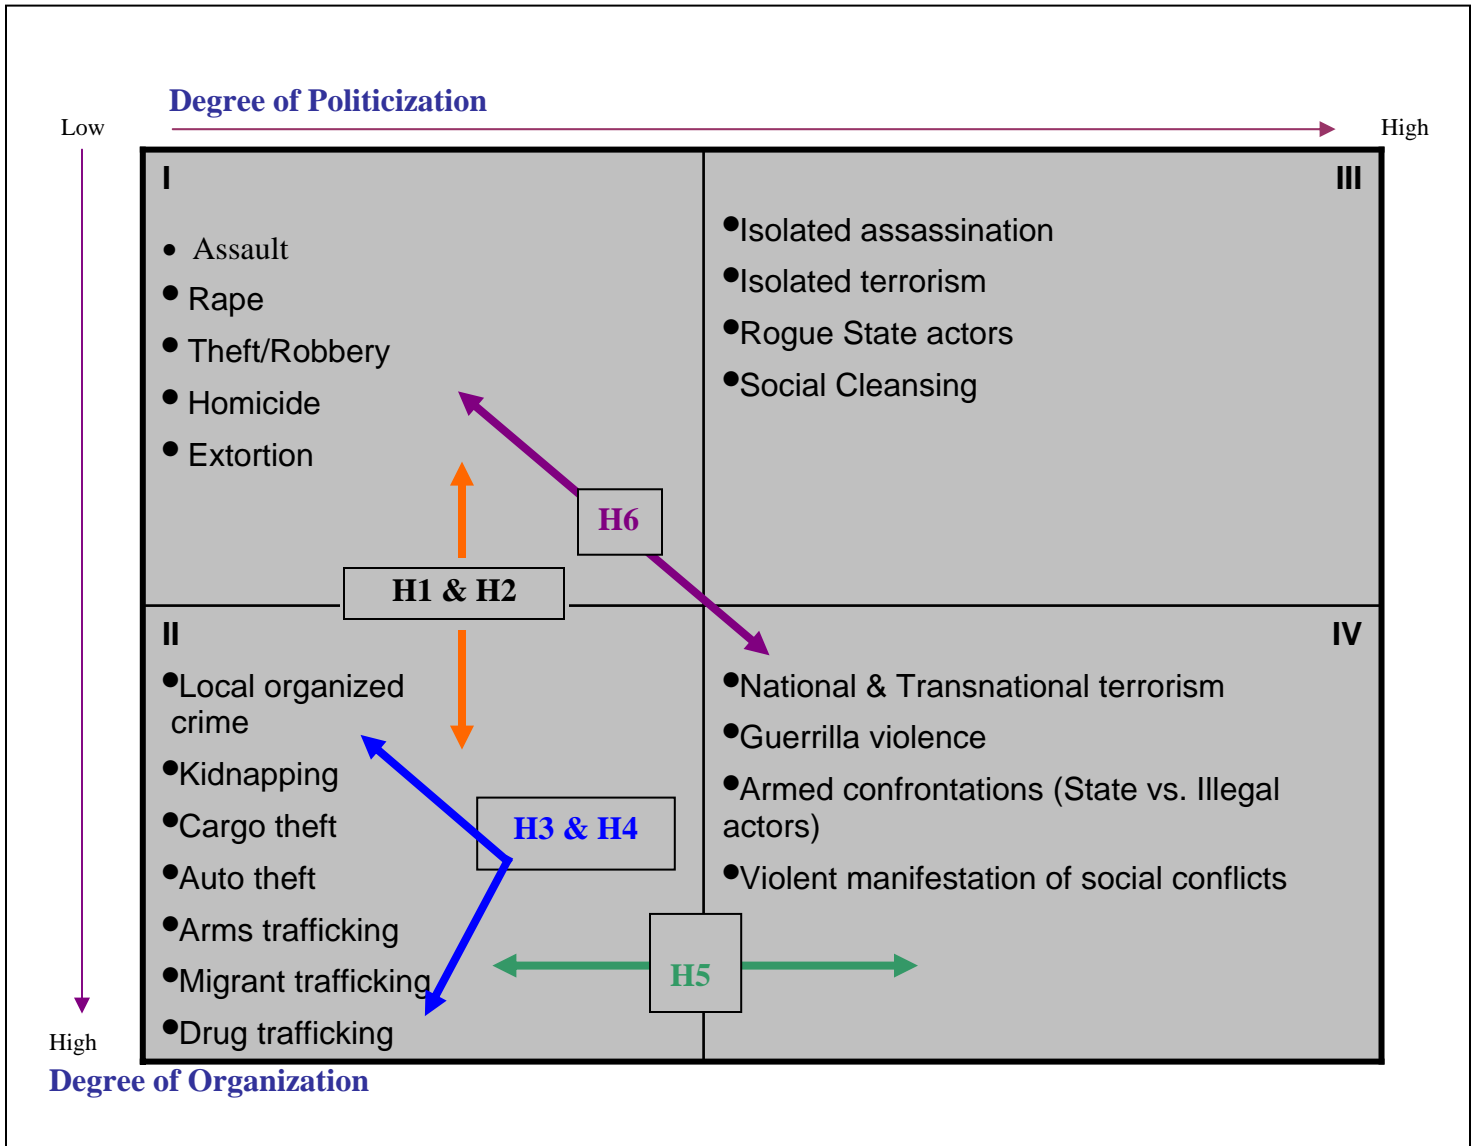 Degree of Politicization
Low
High
I
• Assault
• Rape
• Theft/Robbery
• Homicide
• Extortion
III
•Isolated assassination
•Isolated terrorism
•Rogue State actors
•Social Cleansing
H6
H1 & H2
II
•Local organized
crime
•Kidnapping
•Cargo theft
•Auto theft
•Arms trafficking
•Migrant trafficking
•Drug trafficking
H3 & H4
IV
•National & Transnational terrorism
•Guerrilla violence
•Armed confrontations (State vs. Illegal
actors)
•Violent manifestation of social conflicts
H5
High
Degree of Organization